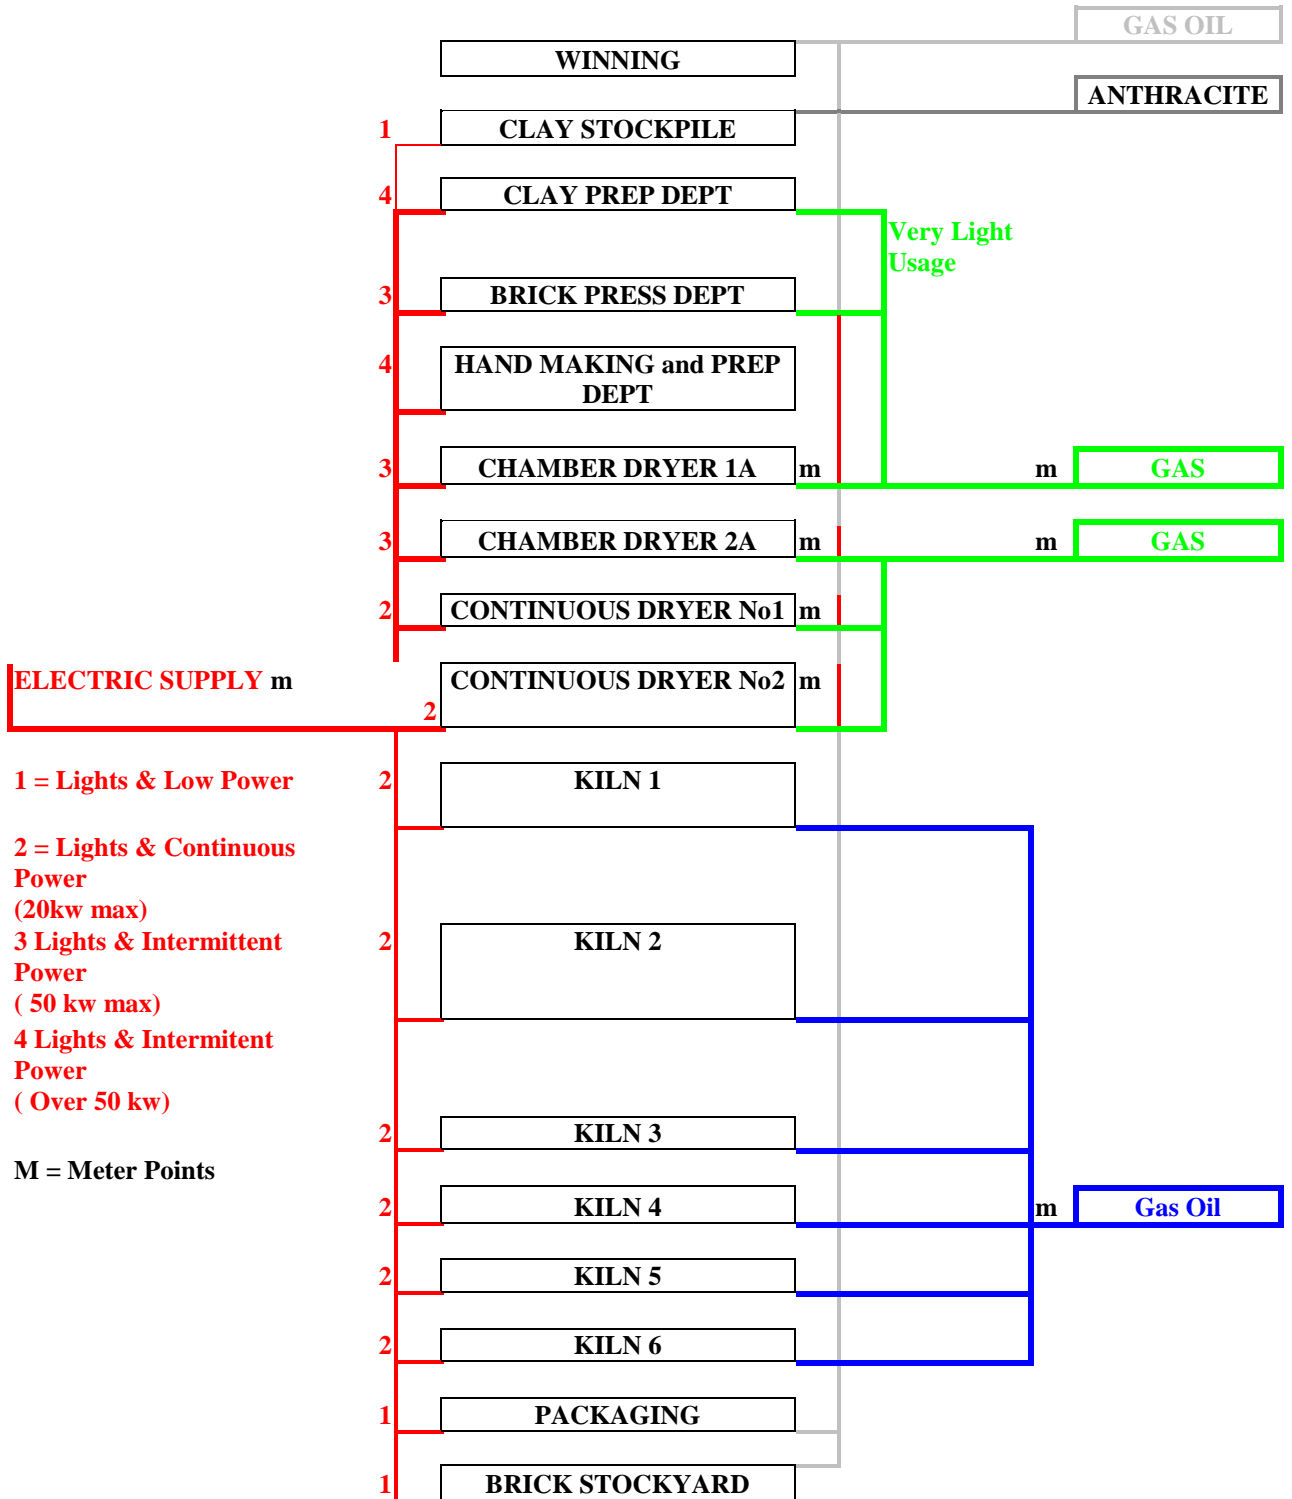 GAS OIL
WINNING
ANTHRACITE
1 CLAY STOCKPILE
4 CLAY PREP DEPT
Very Light
Usage
3 BRICK PRESS DEPT
4 HAND MAKING and PREP
DEPT
3 CHAMBER DRYER 1A m m GAS
3 CHAMBER DRYER 2A m m GAS
2 CONTINUOUS DRYER No1 m
ELECTRIC SUPPLY m CONTINUOUS DRYER No2 m
2
1 = Lights & Low Power 2 KILN 1
2 = Lights & Continuous
Power
(20kw max)
3 Lights & Intermittent 2 KILN 2
Power
( 50 kw max)
4 Lights & Intermitent
Power
( Over 50 kw)
2 KILN 3
M = Meter Points
2 KILN 4 m Gas Oil
2 KILN 5
2 KILN 6
1 PACKAGING
1 BRICK STOCKYARD